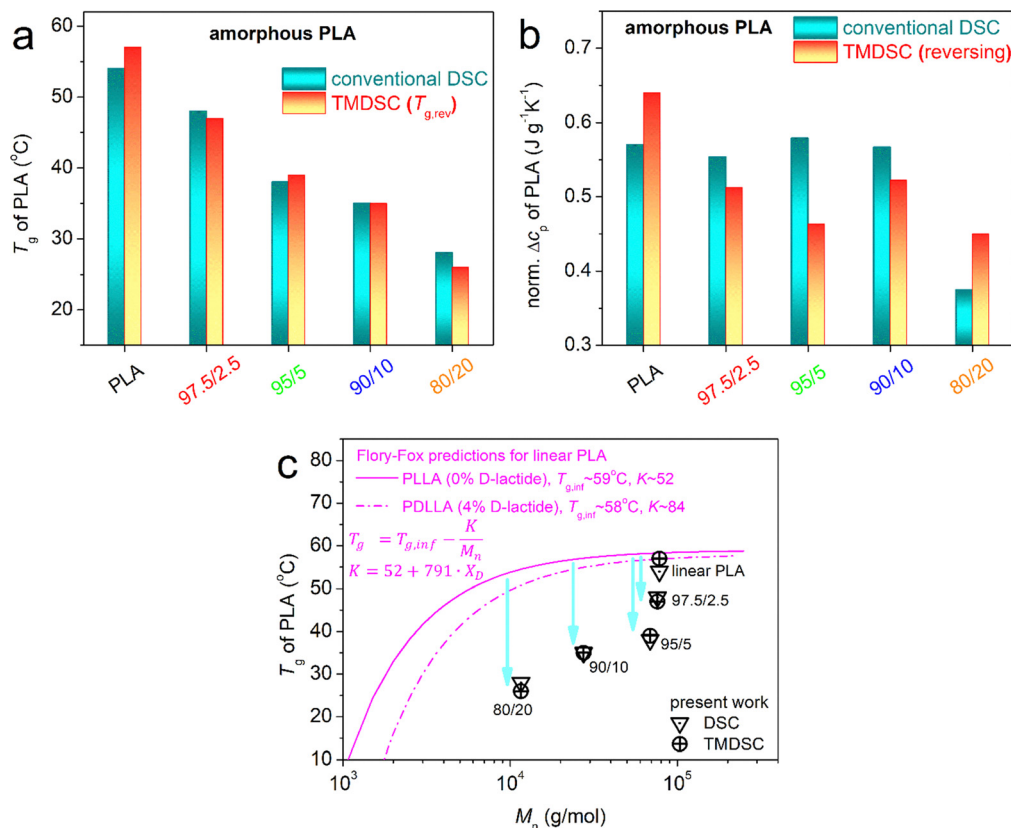 a
amorphous PLA
conventional DSC
TMDSC (Tg,rev)
Tg of PLA (°C)
60
50
40
30
20
PLA
97.5/2.5
95/5
90/10
80/20
b
amorphous PLA
conventional DSC
TMDSC (reversing)
norm. Δcp of PLA (J g⁻¹K⁻¹)
0.7
0.6
0.5
0.4
0.3
PLA
97.5/2.5
95/5
90/10
80/20
c
Flory-Fox predictions for linear PLA
PLLA (0% D-lactide), Tg,inf~59°C, K~52
PDLLA (4% D-lactide), Tg,inf~58°C, K~84
Tg = Tg,inf − K/Mn
K = 52 + 791 · XD
linear PLA
97.5/2.5
95/5
90/10
80/20
present work
DSC
TMDSC
Tg of PLA (°C)
80
70
60
50
40
30
20
10
10³
10⁴
10⁵
Mn (g/mol)